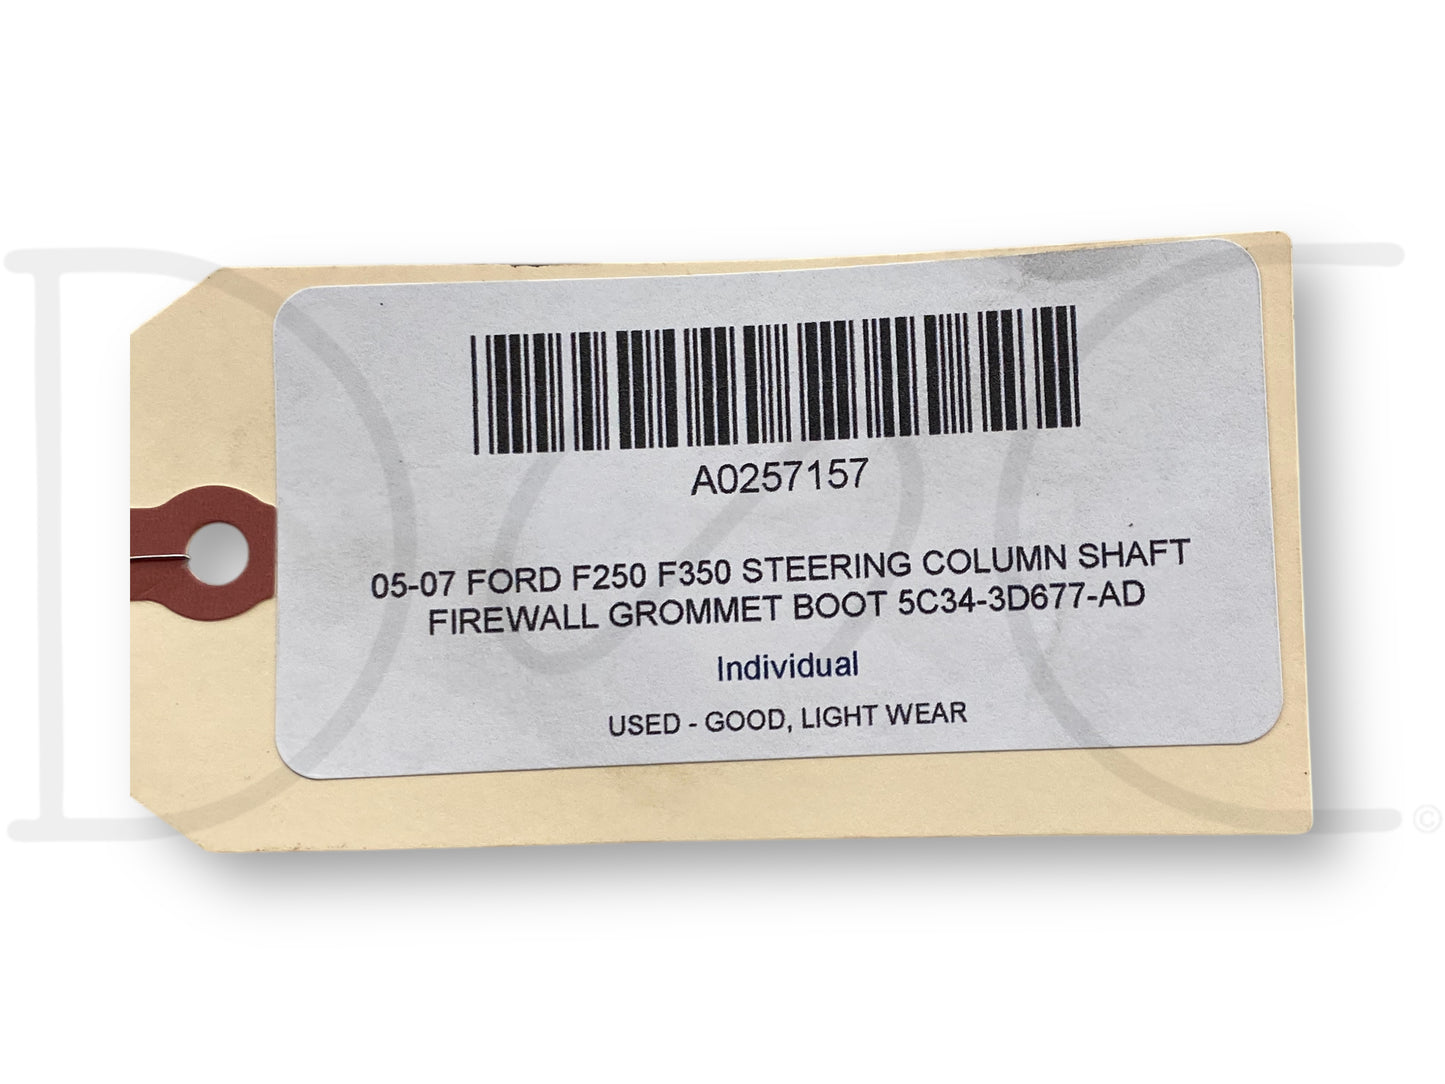 A0257157
05-07 FORD F250 F350 STEERING COLUMN SHAFT
FIREWALL GROMMET BOOT 5C34-3D677-AD
Individual
USED - GOOD, LIGHT WEAR
©